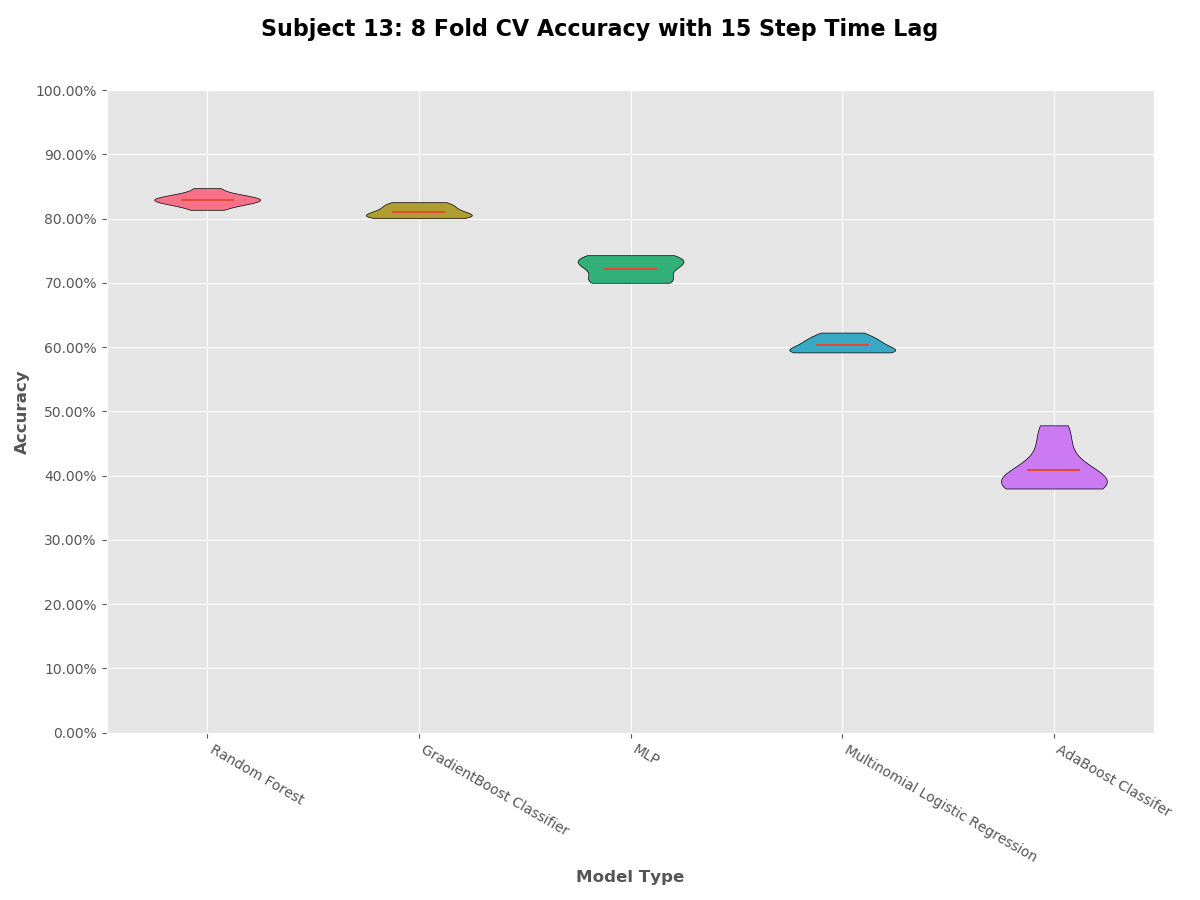 Subject 13: 8 Fold CV Accuracy with 15 Step Time Lag
100.00%
90.00%
80.00%
70.00%
60.00%
50.00%
40.00%
30.00%
20.00%
10.00%
0.00%
Accuracy
Random Forest
GradientBoost Classifier
MLP
Multinomial Logistic Regression
AdaBoost Classifer
Model Type